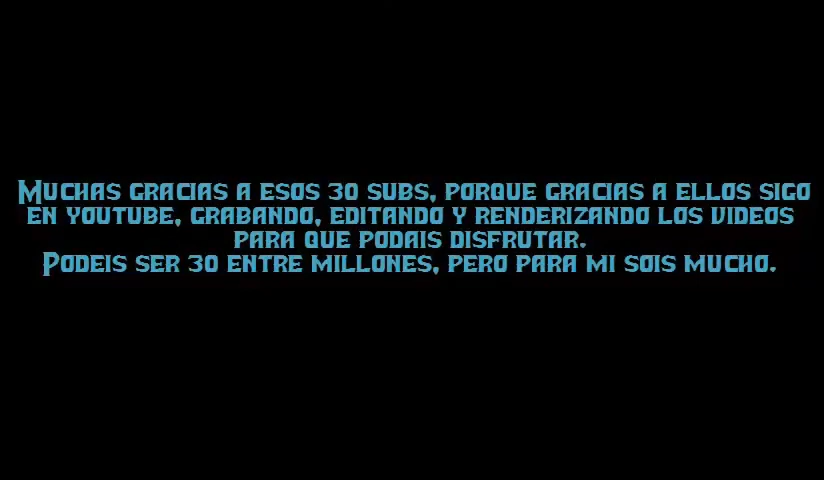 Muchas gracias a esos 30 subs, porque gracias a ellos sigo
en youtube, grabando, editando y renderizando los videos
para que podais disfrutar.
Podeis ser 30 entre millones, pero para mi sois mucho.